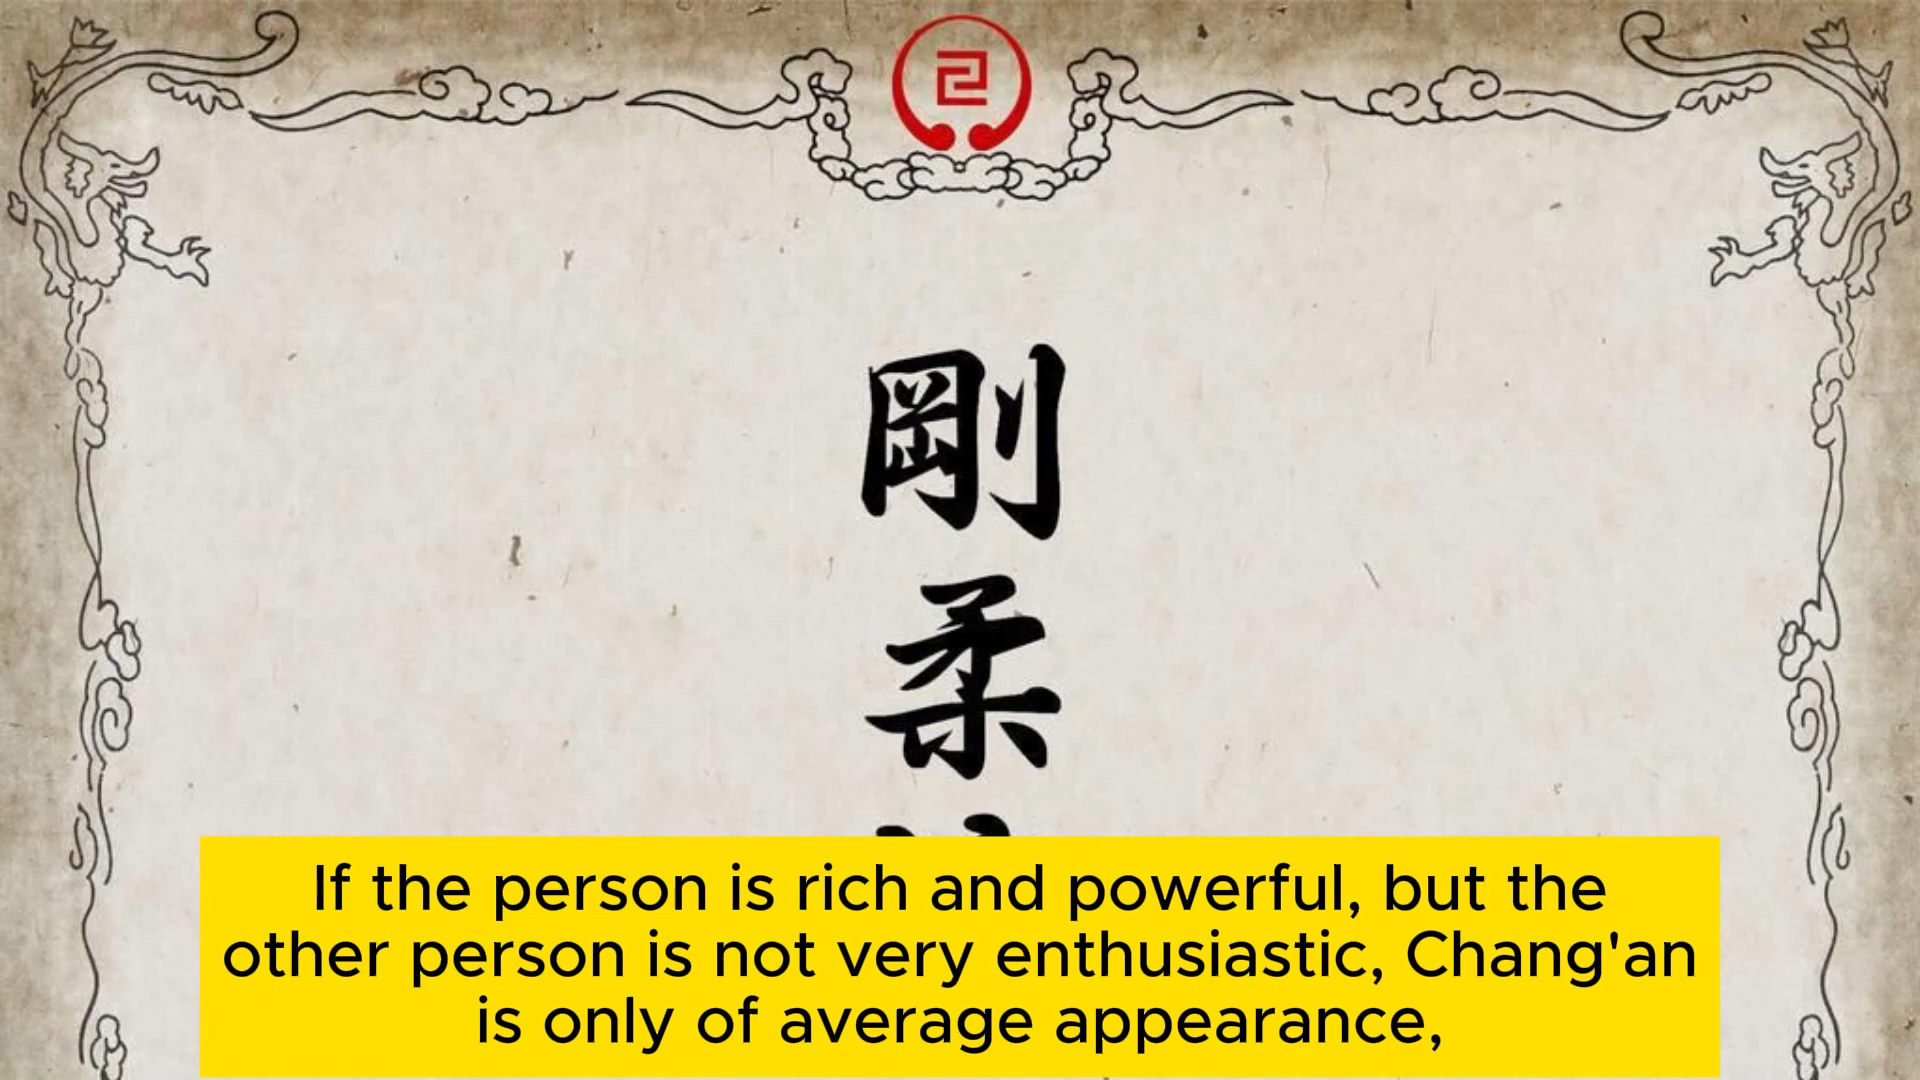 剛
柔
If the person is rich and powerful, but the
other person is not very enthusiastic, Chang'an
is only of average appearance,